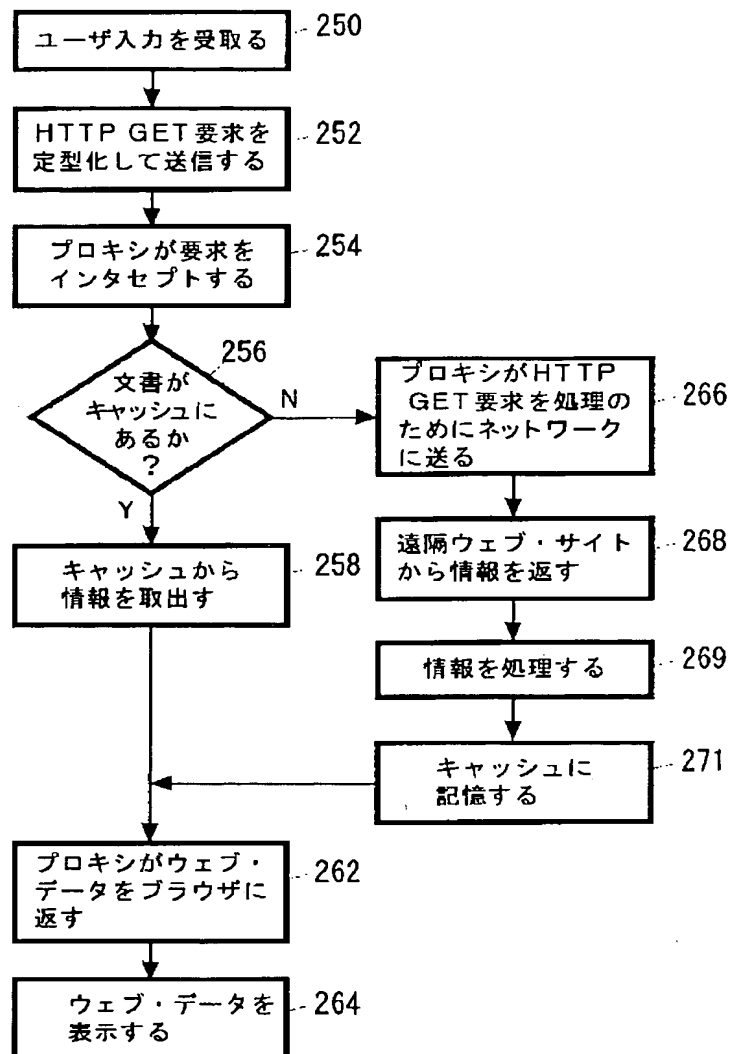 ユーザ入力を受取る
250
HTTP GET要求を
定型化して送信する
252
プロキシが要求を
インタセプトする
254
文書が
キャッシュに
あるか
?
256
N
Y
プロキシがHTTP
GET要求を処理の
ためにネットワーク
に送る
266
キャッシュから
情報を取出す
258
遠隔ウェブ・サイト
から情報を返す
268
情報を処理する
269
キャッシュに
記憶する
271
プロキシがウェブ・
データをブラウザに
返す
262
ウェブ・データを
表示する
264